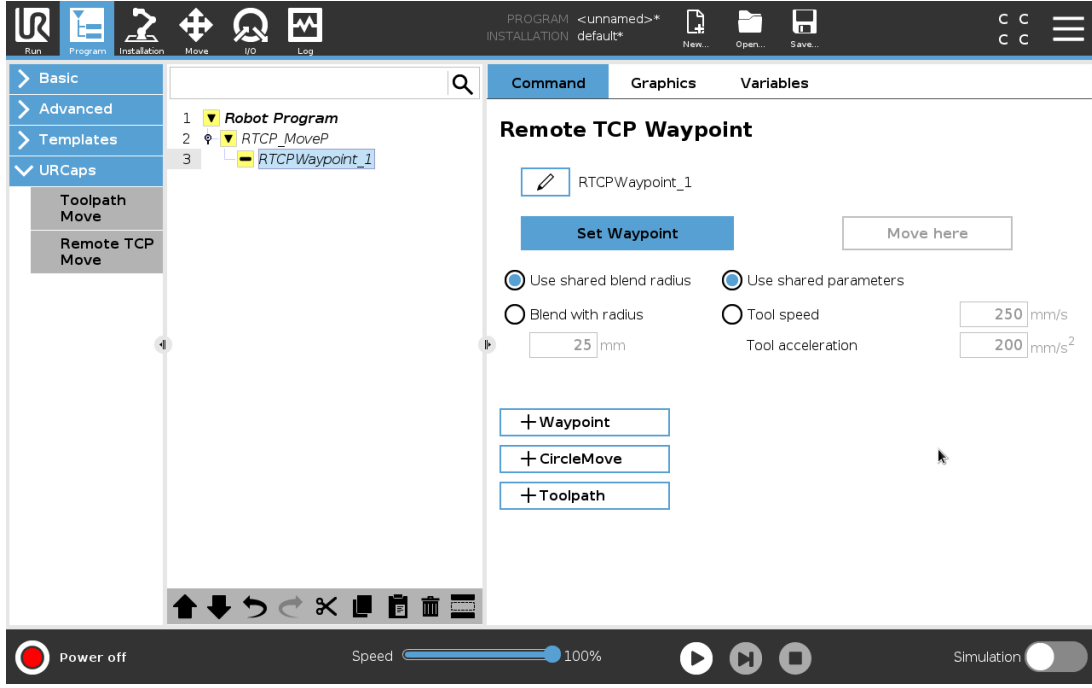 PROGRAM <unnamed>*
INSTALLATION default*
UR
Run
Program
Installation
Move
I/O
Log
New...
Open...
Save...
C C
C C
Basic
Advanced
Templates
URCaps
Toolpath
Move
Remote TCP
Move
1 Robot Program
2 RTCP_MoveP
3 RTCPWaypoint_1
Command Graphics Variables
Remote TCP Waypoint
RTCPWaypoint_1
Set Waypoint
Move here
Use shared blend radius
Use shared parameters
Blend with radius
Tool speed
250 mm/s
25 mm
Tool acceleration
200 mm/s2
+Waypoint
+CircleMove
+Toolpath
Power off
Speed
100%
Simulation